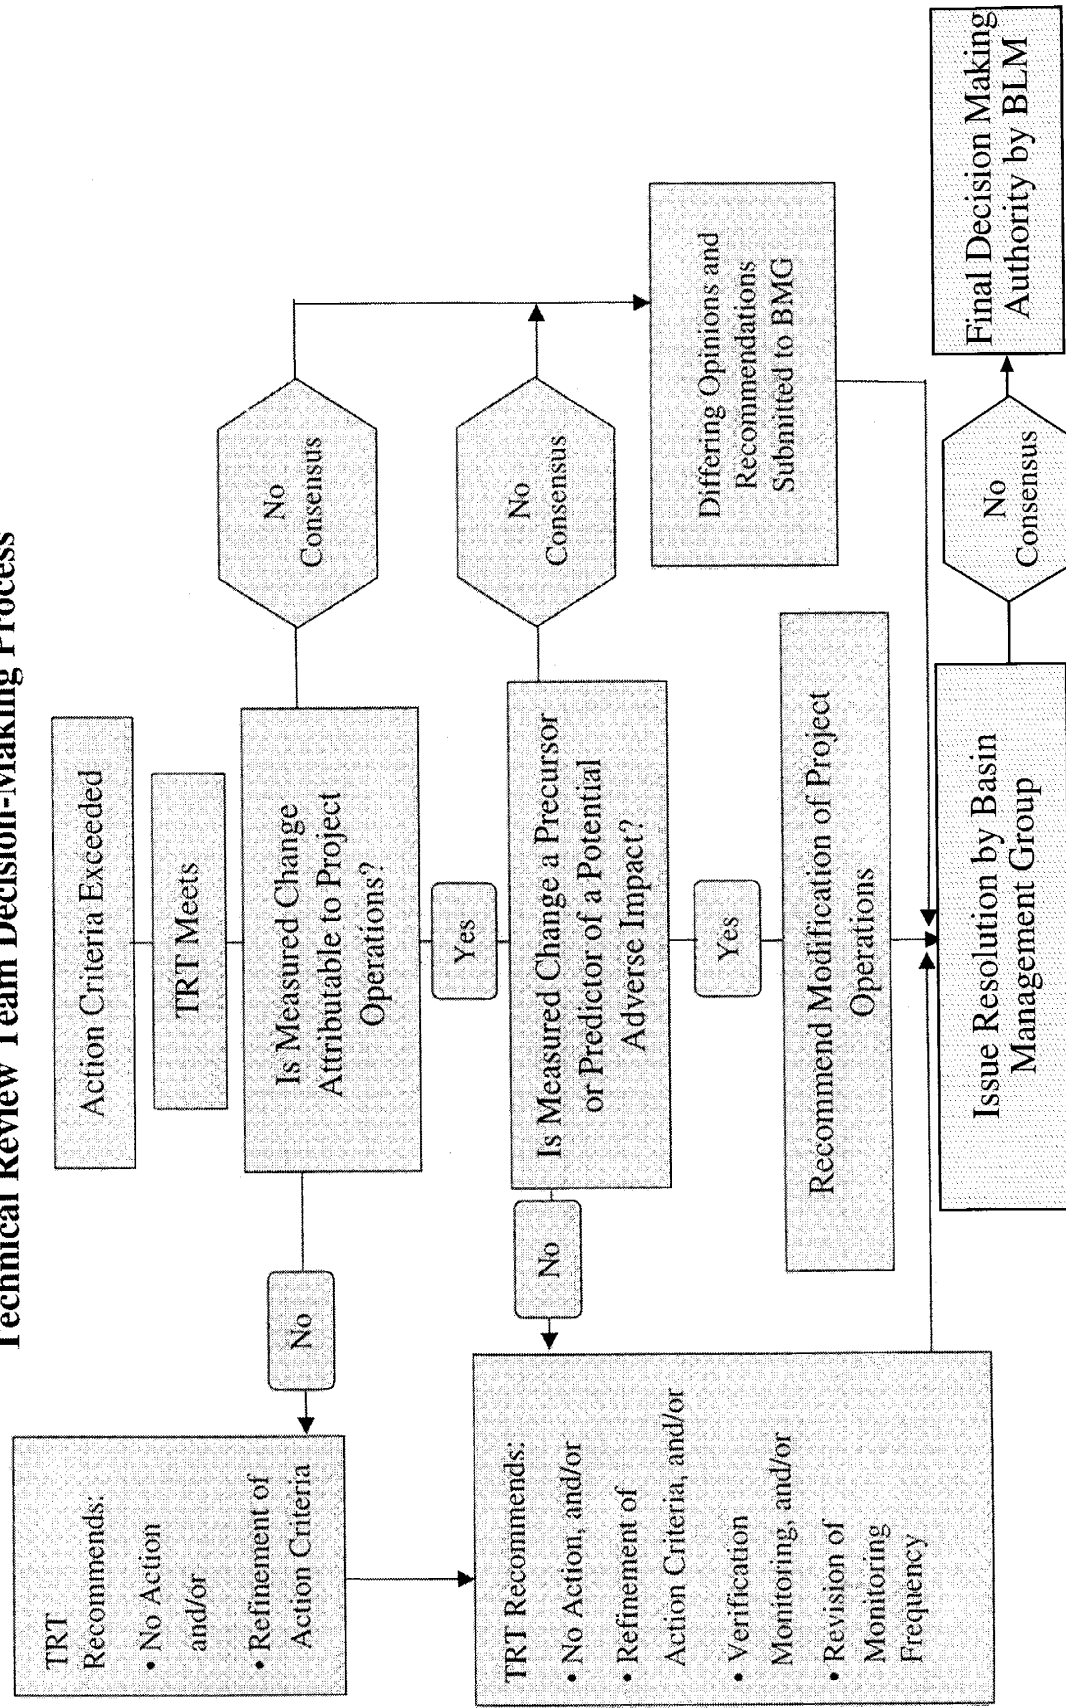 Technical Review Team Decision-Making Process
Action Criteria Exceeded
TRT Meets
Is Measured Change
Attributable to Project
Operations?
No
Consensus
No
TRT
Recommends:
• No Action
and/or
• Refinement of
Action Criteria
Yes
Is Measured Change a Precursor
or Predictor of a Potential
Adverse Impact?
No
Consensus
No
TRT Recommends:
• No Action, and/or
• Refinement of
Action Criteria, and/or
• Verification
Monitoring, and/or
• Revision of
Monitoring
Frequency
Yes
Differing Opinions and
Recommendations
Submitted to BMG
Recommend Modification of Project
Operations
Issue Resolution by Basin
Management Group
No
Consensus
Final Decision Making
Authority by BLM